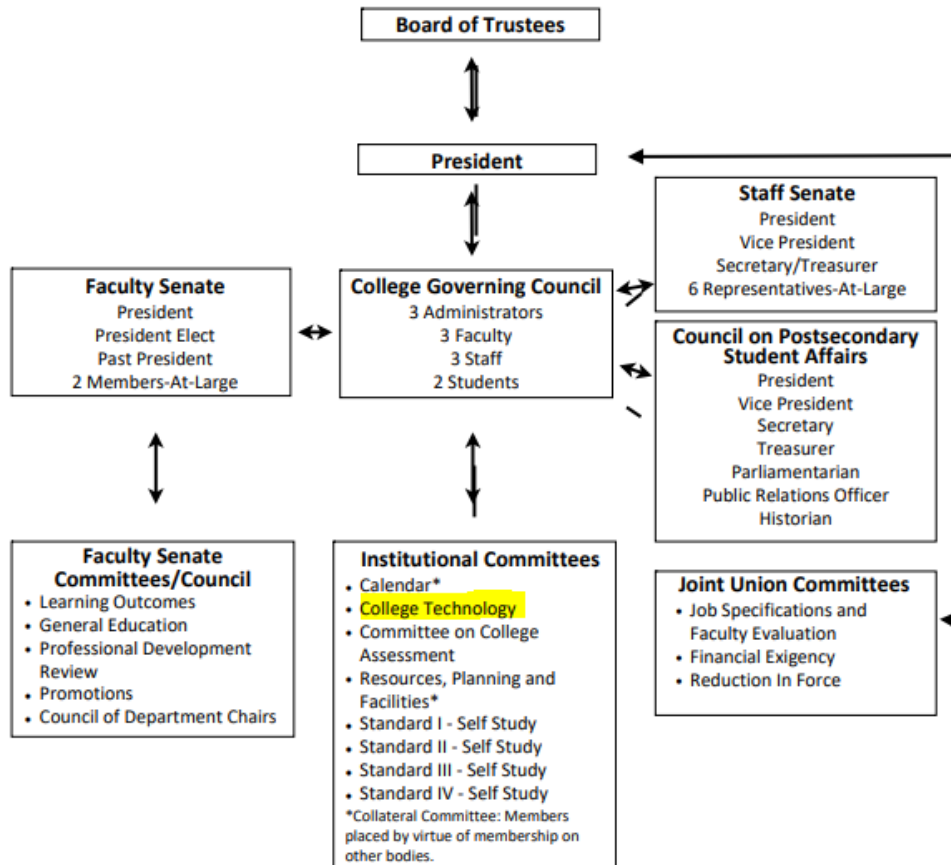 Board of Trustees
President
Staff Senate
President
Vice President
Secretary/Treasurer
6 Representatives-At-Large
Faculty Senate
President
President Elect
Past President
2 Members-At-Large
College Governing Council
3 Administrators
3 Faculty
3 Staff
2 Students
Council on Postsecondary
Student Affairs
President
Vice President
Secretary
Treasurer
Parliamentarian
Public Relations Officer
Historian
Faculty Senate
Committees/Council
• Learning Outcomes
• General Education
• Professional Development
Review
• Promotions
• Council of Department Chairs
Institutional Committees
• Calendar*
• College Technology
• Committee on College
Assessment
• Resources, Planning and
Facilities*
• Standard I - Self Study
• Standard II - Self Study
• Standard III - Self Study
• Standard IV - Self Study
*Collateral Committee: Members
placed by virtue of membership on
other bodies.
Joint Union Committees
• Job Specifications and
Faculty Evaluation
• Financial Exigency
• Reduction In Force